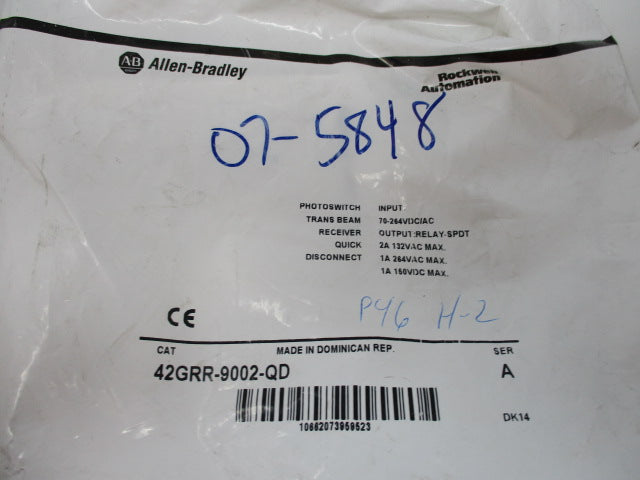 AB Allen-Bradley
Rockwell Automation
07-5848
PHOTOSWITCH INPUT:
TRANS BEAM 70-264VDC/AC
RECEIVER OUTPUT:RELAY-SPDT
QUICK 2A 132VAC MAX.
DISCONNECT 1A 264VAC MAX.
1A 150VDC MAX.
P46 H-2
CE
CAT MADE IN DOMINICAN REP. SER
42GRR-9002-QD A
10662073959523
DK14